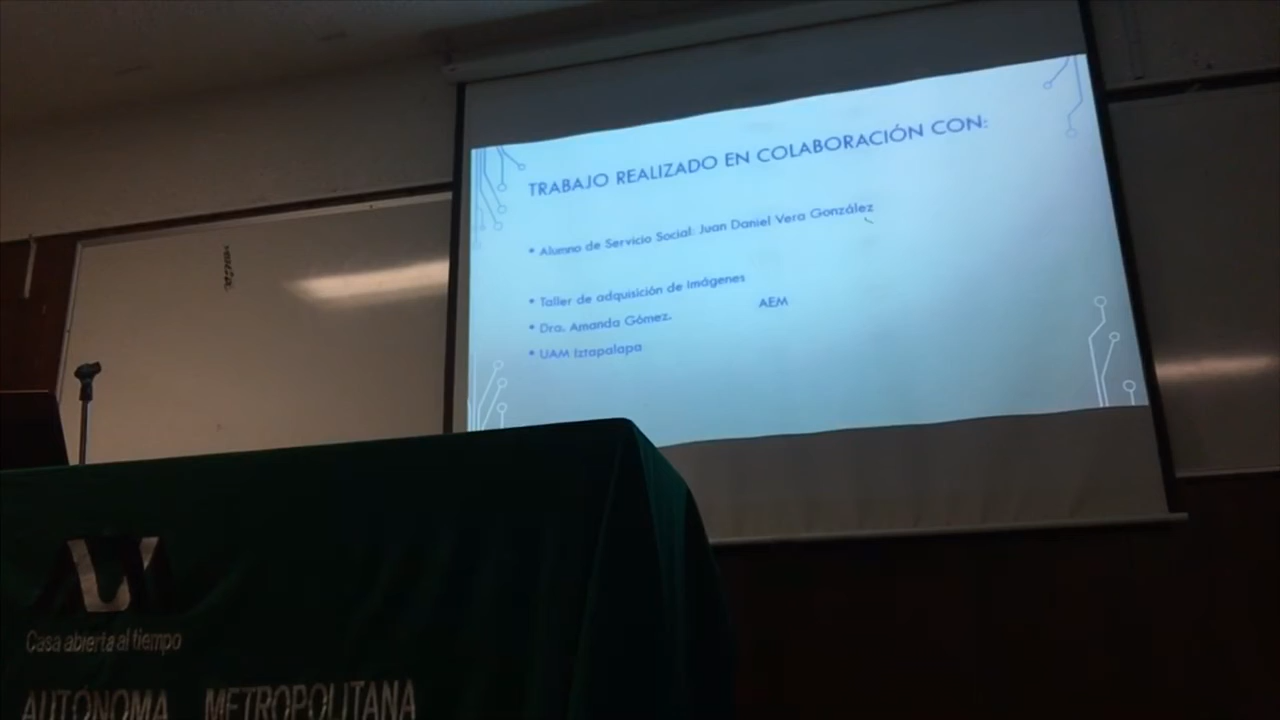 TRABAJO REALIZADO EN COLABORACIÓN CON:
• Alumno de Servicio Social: Juan Daniel Vera González
• Taller de adquisición de Imágenes
• Dra. Amanda Gómez. AEM
• UAM Iztapalapa
Casa abierta al tiempo
AUTÓNOMA METROPOLITANA